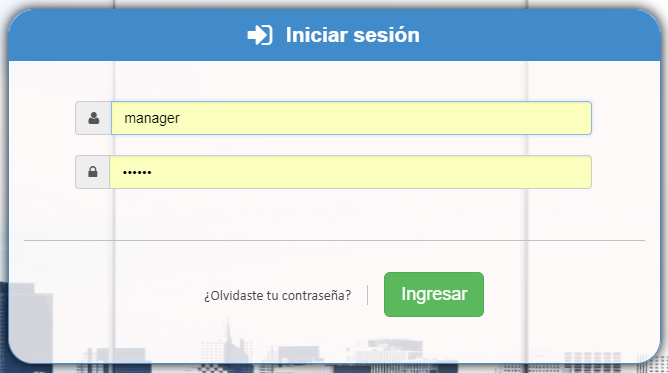 Iniciar sesión
manager
••••••
¿Olvidaste tu contraseña?
Ingresar